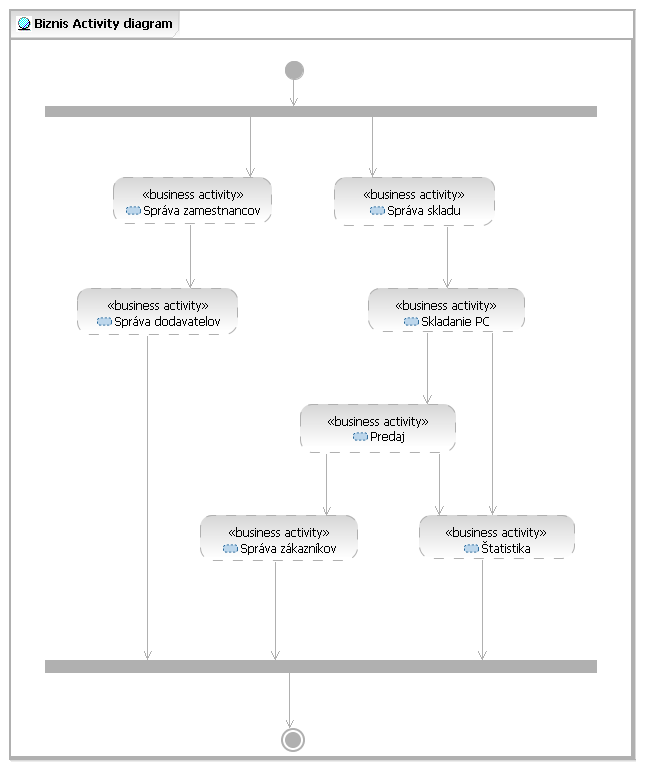 Biznis Activity diagram
«business activity»
Správa zamestnancov
«business activity»
Správa skladu
«business activity»
Správa dodavatelov
«business activity»
Skladanie PC
«business activity»
Predaj
«business activity»
Správa zákazníkov
«business activity»
Štatistika